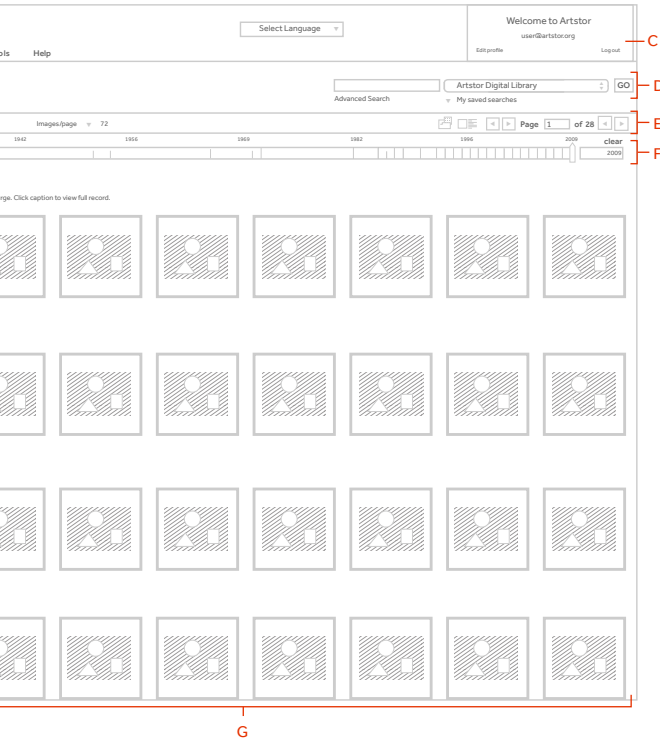 Welcome to Artstor
user@artstor.org
Select Language
Edit profile
Log out
C
ols
Help
Artstor Digital Library
GO
D
Advanced Search
My saved searches
Images/page
72
Page 1 of 28
E
1942
1956
1969
1982
1996
2009
clear
2009
F
rge. Click caption to view full record.
G